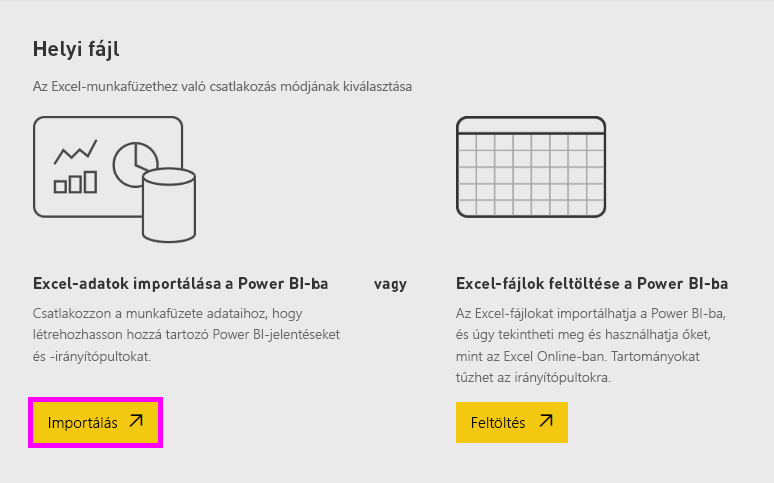 Helyi fájl
Az Excel-munkafüzethez való csatlakozás módjának kiválasztása
Excel-adatok importálása a Power BI-ba
Csatlakozzon a munkafüzete adataihoz, hogy
létrehozhasson hozzá tartozó Power BI-jelentéseket
és -irányítópultokat.
Importálás
vagy
Excel-fájlok feltöltése a Power BI-ba
Az Excel-fájlokat importálhatja a Power BI-ba,
és úgy tekintheti meg és használhatja őket,
mint az Excel Online-ban. Tartományokat
tűzhet az irányítópultokra.
Feltöltés